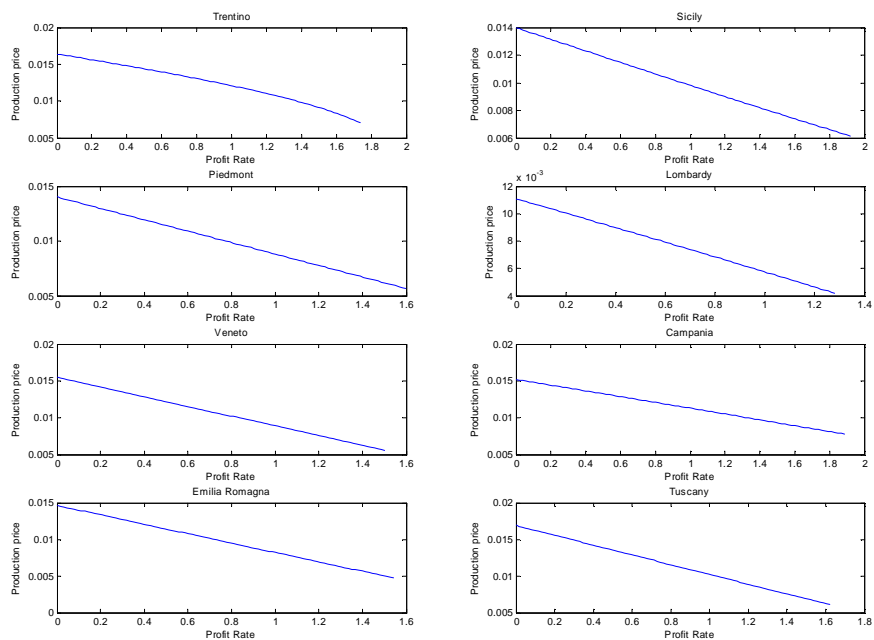 Trentino
0.02
0.015
0.01
0.005
Production price
0 0.2 0.4 0.6 0.8 1 1.2 1.4 1.6 1.8 2
Profit Rate
Sicily
0.014
0.012
0.01
0.008
0.006
Production price
0 0.2 0.4 0.6 0.8 1 1.2 1.4 1.6 1.8 2
Profit Rate
Piedmont
0.015
0.01
0.005
Production price
0 0.2 0.4 0.6 0.8 1 1.2 1.4 1.6
Profit Rate
Lombardy
x 10-3
12
10
8
6
4
Production price
0 0.2 0.4 0.6 0.8 1 1.2 1.4
Profit Rate
Veneto
0.02
0.015
0.01
0.005
Production price
0 0.2 0.4 0.6 0.8 1 1.2 1.4 1.6
Profit Rate
Campania
0.02
0.015
0.01
0.005
Production price
0 0.2 0.4 0.6 0.8 1 1.2 1.4 1.6 1.8 2
Profit Rate
Emilia Romagna
0.015
0.01
0.005
0
Production price
0 0.2 0.4 0.6 0.8 1 1.2 1.4 1.6
Profit Rate
Tuscany
0.02
0.015
0.01
0.005
Production price
0 0.2 0.4 0.6 0.8 1 1.2 1.4 1.6 1.8
Profit Rate